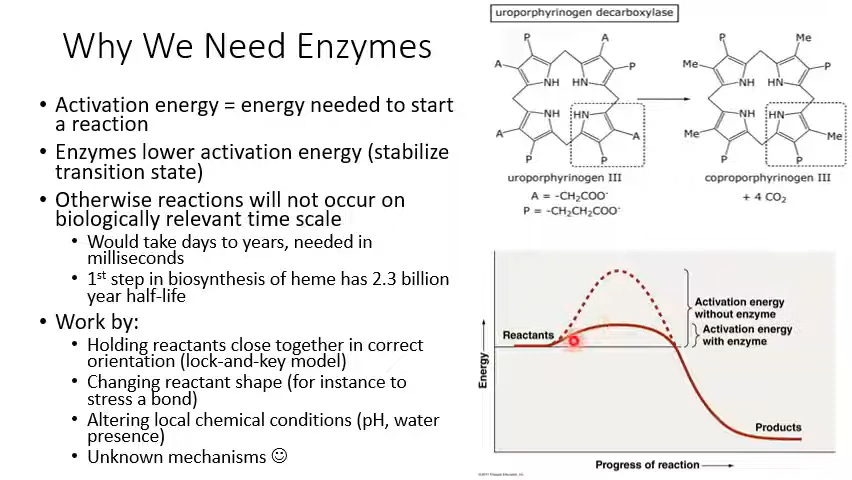 Why We Need Enzymes
• Activation energy = energy needed to start
a reaction
• Enzymes lower activation energy (stabilize
transition state)
• Otherwise reactions will not occur on
biologically relevant time scale
• Would take days to years, needed in
milliseconds
• 1st step in biosynthesis of heme has 2.3 billion
year half-life
• Work by:
• Holding reactants close together in correct
orientation (lock-and-key model)
• Changing reactant shape (for instance to
stress a bond)
• Altering local chemical conditions (pH, water
presence)
• Unknown mechanisms ☺
uroporphyrinogen decarboxylase
P A
A P
NH HN
NH HN
A A
P P
uroporphyrinogen III
A = -CH₂COO⁻
P = -CH₂CH₂COO⁻
P Me
Me P
NH HN
NH HN
Me Me
P P
coproporphyrinogen III
+ 4 CO₂
Reactants
Activation energy
without enzyme
Activation energy
with enzyme
Energy
Products
Progress of reaction
©2011 Pearson Education, Inc.